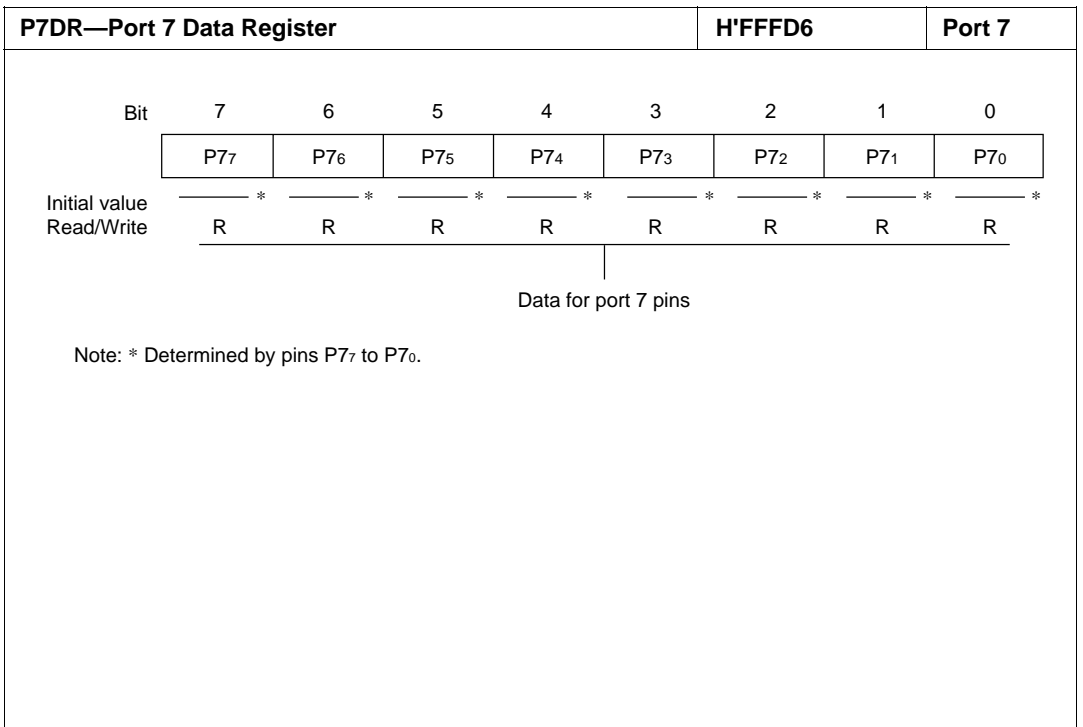 P7DR—Port 7 Data Register H'FFFD6 Port 7
Bit 7 6 5 4 3 2 1 0
P7₇ P7₆ P7₅ P7₄ P7₃ P7₂ P7₁ P7₀
Initial value —* —* —* —* —* —* —* —*
Read/Write R R R R R R R R
Data for port 7 pins
Note: * Determined by pins P7₇ to P7₀.